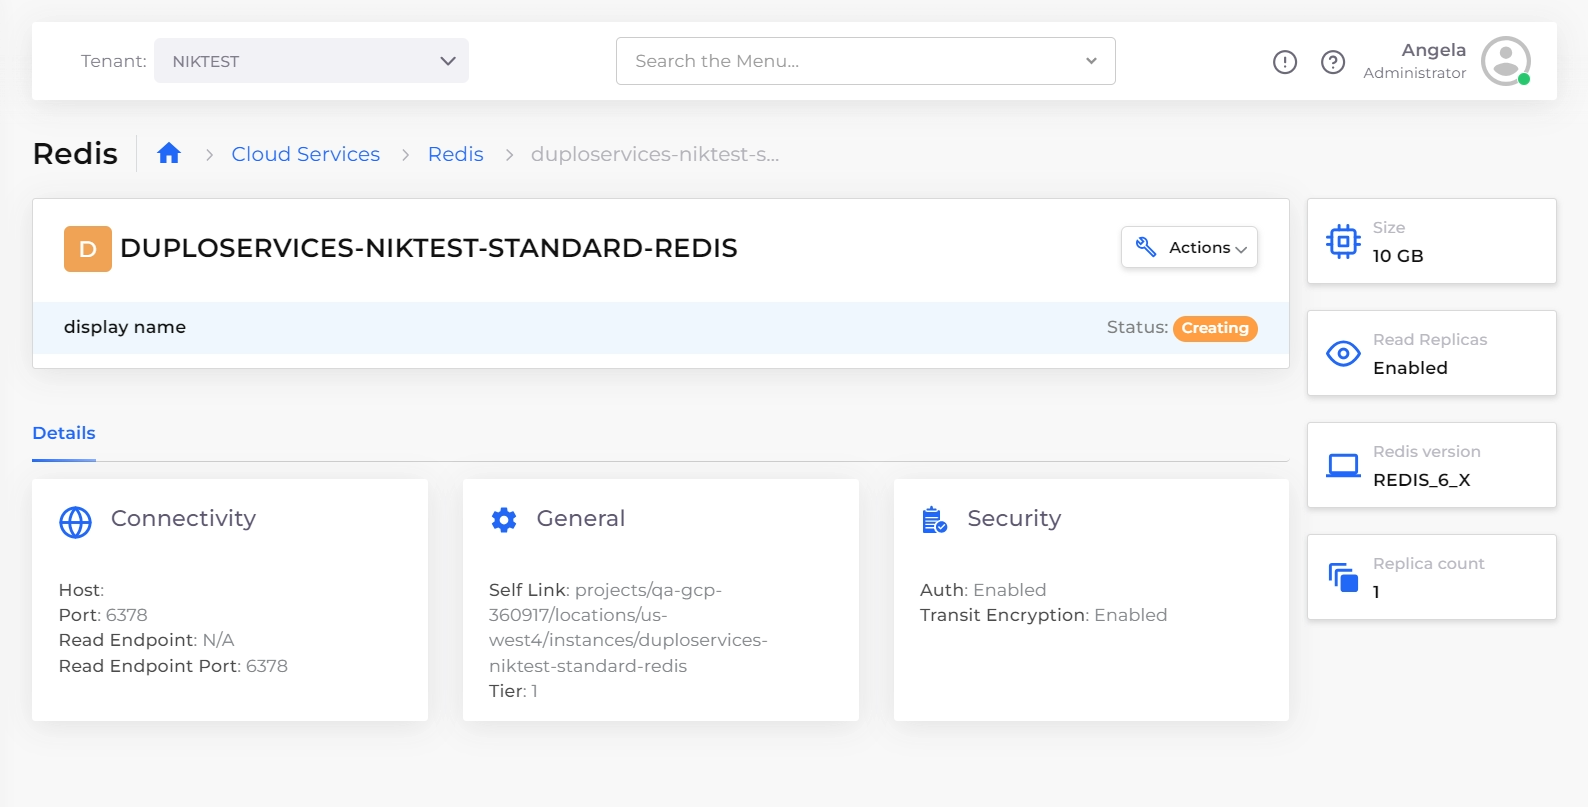 Tenant: NIKTEST
Search the Menu...
Angela
Administrator
Redis
Cloud Services
Redis
duploservices-niktest-s...
D
DUPLOSERVICES-NIKTEST-STANDARD-REDIS
Actions
display name
Status: Creating
Size
10 GB
Read Replicas
Enabled
Redis version
REDIS_6_X
Replica count
1
Details
Connectivity
Host:
Port: 6378
Read Endpoint: N/A
Read Endpoint Port: 6378
General
Self Link: projects/qa-gcp-
360917/locations/us-
west4/instances/duploservices-
niktest-standard-redis
Tier: 1
Security
Auth: Enabled
Transit Encryption: Enabled